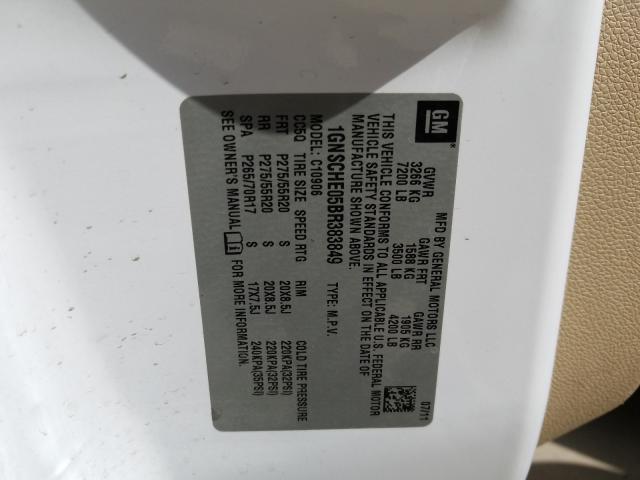 GM
MFD BY GENERAL MOTORS LLC
07/11
GVWR GAWR FRT GAWR RR
3266 KG 1588 KG 1905 KG
7200 LB 3500 LB 4200 LB
THIS VEHICLE CONFORMS TO ALL APPLICABLE U.S. FEDERAL MOTOR
VEHICLE SAFETY STANDARDS IN EFFECT ON THE DATE OF
MANUFACTURE SHOWN ABOVE.
1GNSCHE05BR383849 TYPE: M.P.V.
MODEL: C10906
CC5Q TIRE SIZE SPEED RTG RIM COLD TIRE PRESSURE
FRT P275/55R20 S 20X8.5J 220KPA(32PSI)
RR P275/55R20 S 20X8.5J 220KPA(32PSI)
SPA P265/70R17 17X7.5J 240KPA(35PSI)
SEE OWNER'S MANUAL FOR MORE INFORMATION.